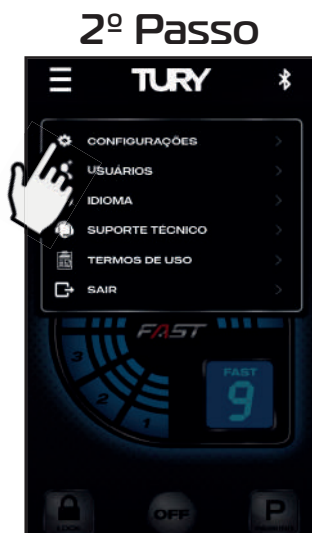 2º Passo
TURY
CONFIGURAÇÕES
USUÁRIOS
IDIOMA
SUPORTE TÉCNICO
TERMOS DE USO
SAIR
FAST
3
2
1
FAST
9
OFF
P